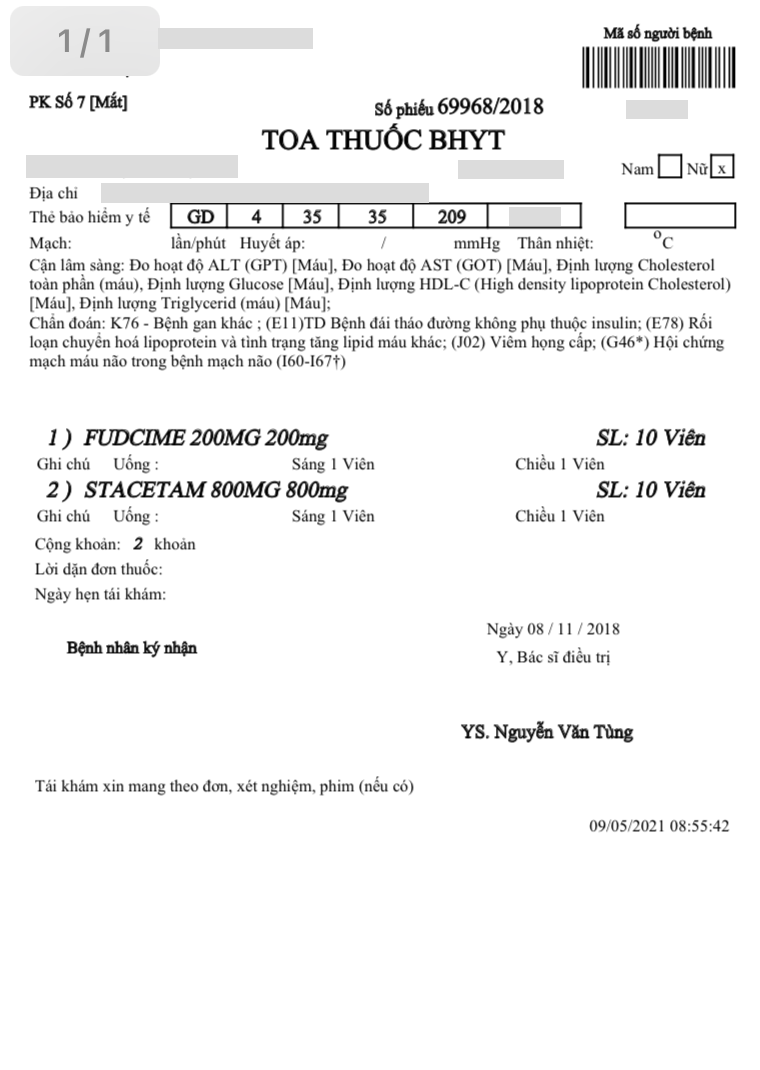 1/1
Mã số người bệnh
PK Số 7 [Mắt]
Số phiếu 69968/2018
TOA THUỐC BHYT
Nam Nữ x
Địa chỉ
Thẻ bảo hiểm y tế GD 4 35 35 209
Mạch: lần/phút Huyết áp: / mmHg Thân nhiệt: °C
Cận lâm sàng: Đo hoạt độ ALT (GPT) [Máu], Đo hoạt độ AST (GOT) [Máu], Định lượng Cholesterol
toàn phần (máu), Định lượng Glucose [Máu], Định lượng HDL-C (High density lipoprotein Cholesterol)
[Máu], Định lượng Triglycerid (máu) [Máu];
Chẩn đoán: K76 - Bệnh gan khác ; (E11)TD Bệnh đái tháo đường không phụ thuộc insulin; (E78) Rối
loạn chuyển hoá lipoprotein và tình trạng tăng lipid máu khác; (J02) Viêm họng cấp; (G46*) Hội chứng
mạch máu não trong bệnh mạch não (I60-I67†)
1 ) FUDCIME 200MG 200mg SL: 10 Viên
Ghi chú Uống : Sáng 1 Viên Chiều 1 Viên
2 ) STACETAM 800MG 800mg SL: 10 Viên
Ghi chú Uống : Sáng 1 Viên Chiều 1 Viên
Cộng khoản: 2 khoản
Lời dặn đơn thuốc:
Ngày hẹn tái khám:
Ngày 08 / 11 / 2018
Bệnh nhân ký nhận
Y, Bác sĩ điều trị
YS. Nguyễn Văn Tùng
Tái khám xin mang theo đơn, xét nghiệm, phim (nếu có)
09/05/2021 08:55:42